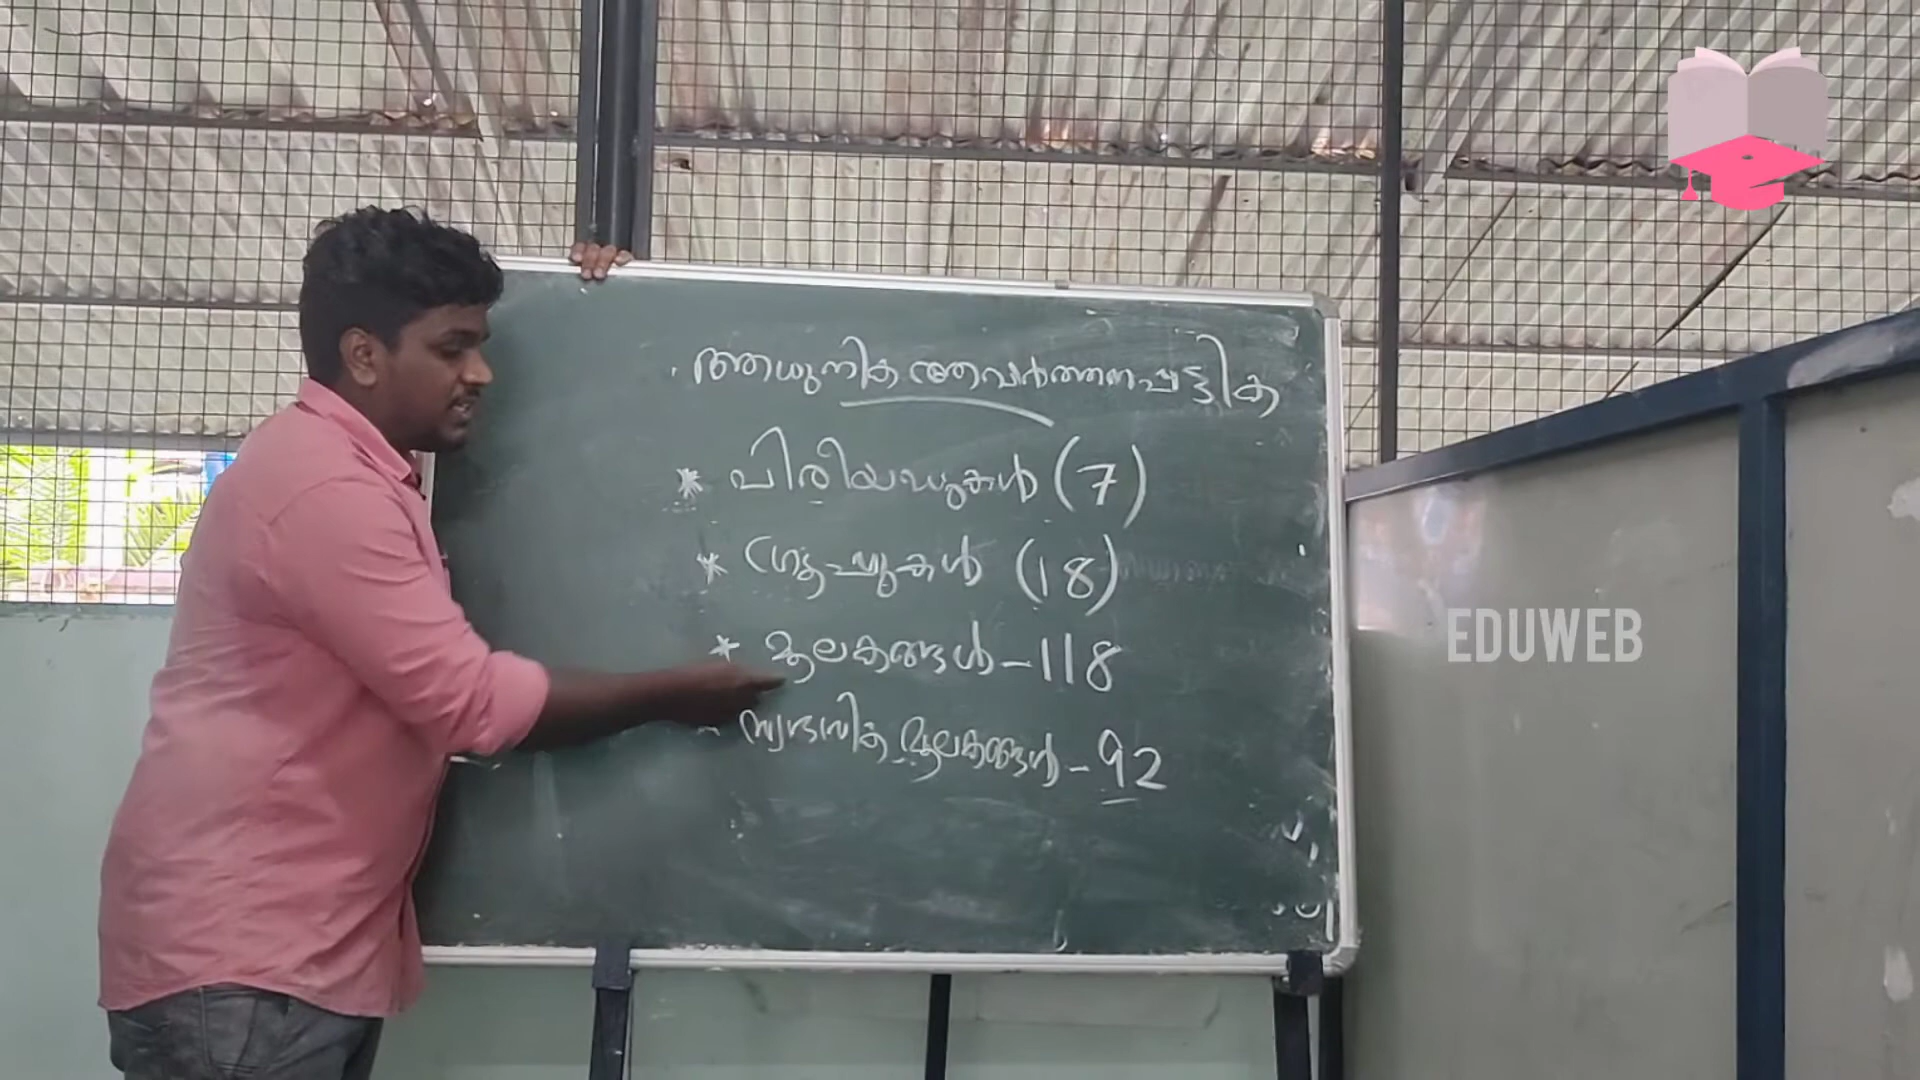 ആധുനിക ആവർത്തനപ്പട്ടിക
* പിരീയഡുകൾ (7)
* ഗ്രൂപ്പുകൾ (18)
* മൂലകങ്ങൾ - 118
സ്വാഭാവിക മൂലകങ്ങൾ - 92
EDUWEB